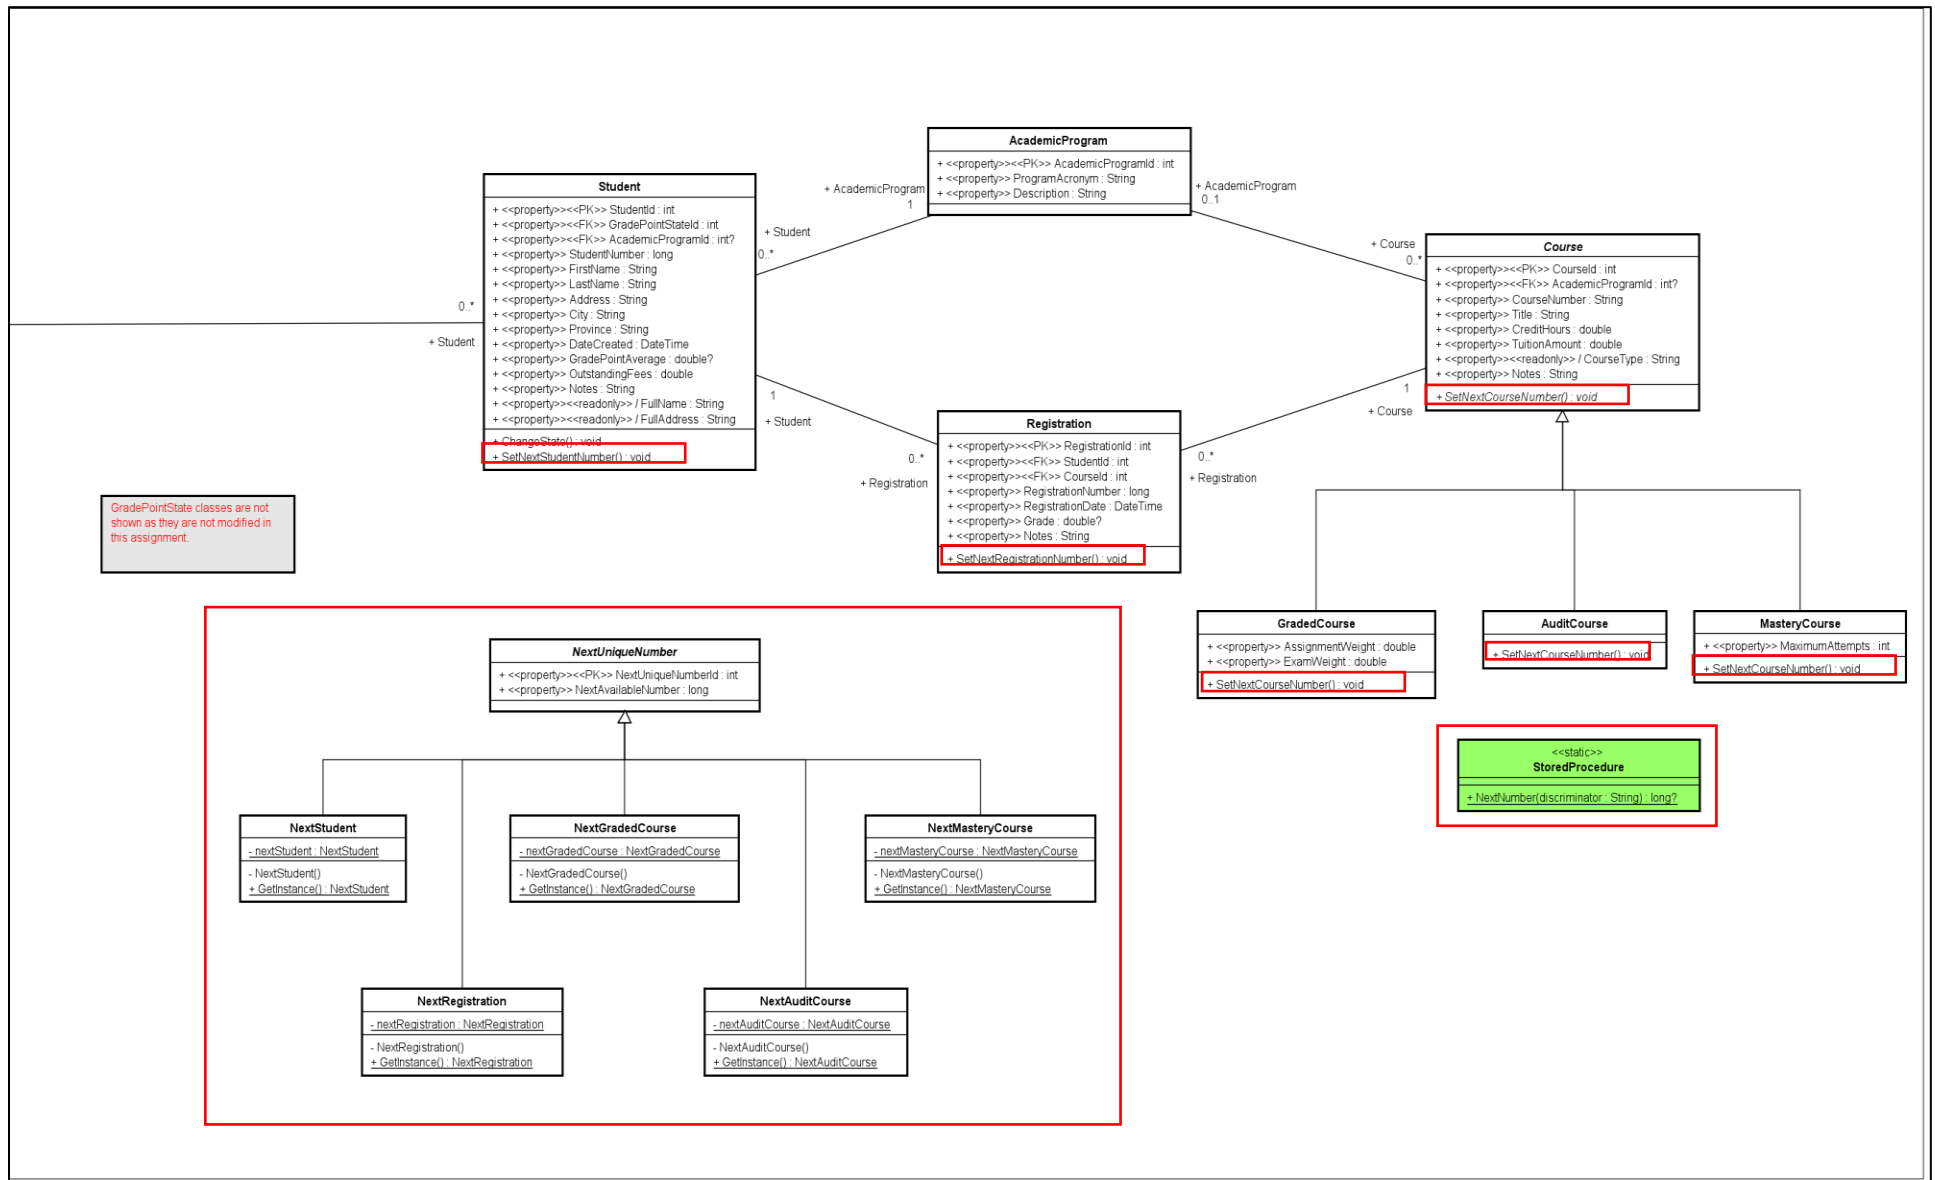 AcademicProgram
+ <<property>><<PK>> AcademicProgramId : int
+ <<property>> ProgramAcronym : String
+ <<property>> Description : String
+ AcademicProgram
1
+ AcademicProgram
0..1
Student
+ <<property>><<PK>> StudentId : int
+ <<property>><<FK>> GradePointStateId : int
+ <<property>><<FK>> AcademicProgramId : int?
+ <<property>> StudentNumber : long
+ <<property>> FirstName : String
+ <<property>> LastName : String
+ <<property>> Address : String
+ <<property>> City : String
+ <<property>> Province : String
+ <<property>> DateCreated : DateTime
+ <<property>> GradePointAverage : double?
+ <<property>> OutstandingFees : double
+ <<property>> Notes : String
+ <<property>><<readonly>> / FullName : String
+ <<property>><<readonly>> / FullAddress : String
+ ChangeState() : void
+ SetNextStudentNumber() : void
+ Student
0..*
0..*
+ Student
1
+ Student
+ Course
0..*
Course
+ <<property>><<PK>> CourseId : int
+ <<property>><<FK>> AcademicProgramId : int?
+ <<property>> CourseNumber : String
+ <<property>> Title : String
+ <<property>> CreditHours : double
+ <<property>> TuitionAmount : double
+ <<property>><<readonly>> / CourseType : String
+ <<property>> Notes : String
+ SetNextCourseNumber() : void
1
+ Course
Registration
+ <<property>><<PK>> RegistrationId : int
+ <<property>><<FK>> StudentId : int
+ <<property>><<FK>> CourseId : int
+ <<property>> RegistrationNumber : long
+ <<property>> RegistrationDate : DateTime
+ <<property>> Grade : double?
+ <<property>> Notes : String
+ SetNextRegistrationNumber() : void
0..*
+ Registration
0..*
+ Registration
GradePointState classes are not
shown as they are not modified in
this assignment.
GradedCourse
+ <<property>> AssignmentWeight : double
+ <<property>> ExamWeight : double
+ SetNextCourseNumber() : void
AuditCourse
+ SetNextCourseNumber() : void
MasteryCourse
+ <<property>> MaximumAttempts : int
+ SetNextCourseNumber() : void
NextUniqueNumber
+ <<property>><<PK>> NextUniqueNumberId : int
+ <<property>> NextAvailableNumber : long
<<static>>
StoredProcedure
+ NextNumber(discriminator : String) : long?
NextStudent
- nextStudent : NextStudent
- NextStudent()
+ GetInstance() : NextStudent
NextGradedCourse
- nextGradedCourse : NextGradedCourse
- NextGradedCourse()
+ GetInstance() : NextGradedCourse
NextMasteryCourse
- nextMasteryCourse : NextMasteryCourse
- NextMasteryCourse()
+ GetInstance() : NextMasteryCourse
NextRegistration
- nextRegistration : NextRegistration
- NextRegistration()
+ GetInstance() : NextRegistration
NextAuditCourse
- nextAuditCourse : NextAuditCourse
- NextAuditCourse()
+ GetInstance() : NextAuditCourse